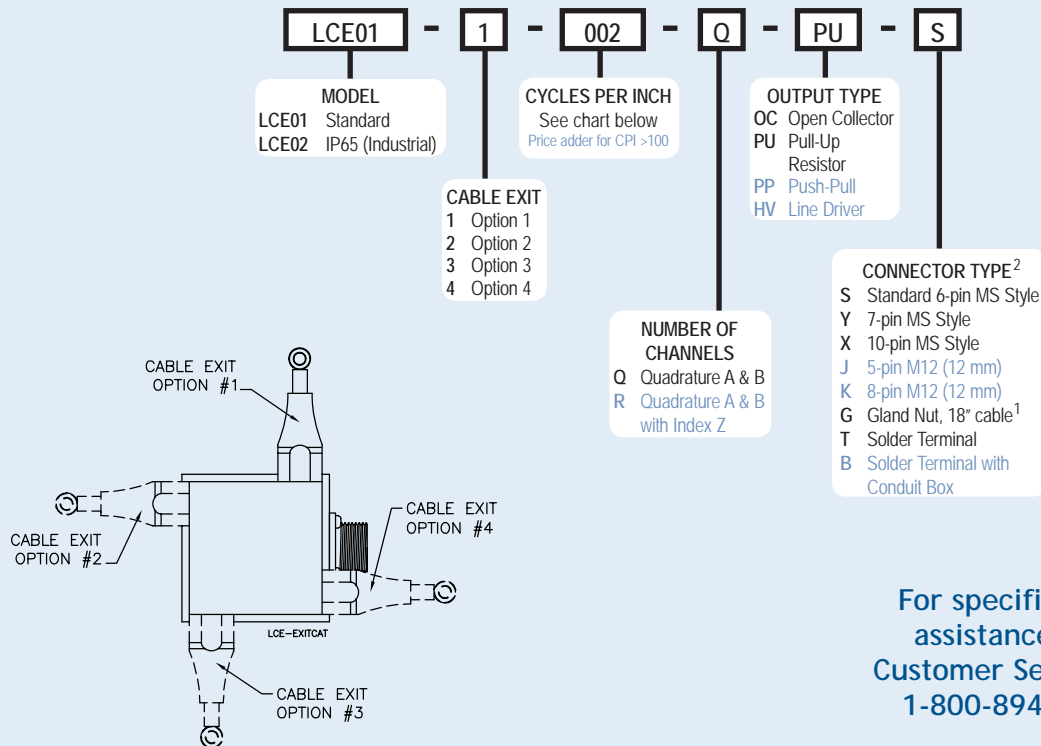 LCE01 - 1 - 002 - Q - PU - S
MODEL
LCE01 Standard
LCE02 IP65 (Industrial)
CYCLES PER INCH
See chart below
Price adder for CPI >100
OUTPUT TYPE
OC Open Collector
PU Pull-Up
Resistor
PP Push-Pull
HV Line Driver
CABLE EXIT
1 Option 1
2 Option 2
3 Option 3
4 Option 4
CONNECTOR TYPE2
S Standard 6-pin MS Style
Y 7-pin MS Style
X 10-pin MS Style
J 5-pin M12 (12 mm)
K 8-pin M12 (12 mm)
G Gland Nut, 18" cable1
T Solder Terminal
B Solder Terminal with
Conduit Box
NUMBER OF
CHANNELS
Q Quadrature A & B
R Quadrature A & B
with Index Z
CABLE EXIT
OPTION #1
CABLE EXIT
OPTION #2
CABLE EXIT
OPTION #4
LCE-EXITCAT
CABLE EXIT
OPTION #3
For specifi
assistance
Customer Se
1-800-894